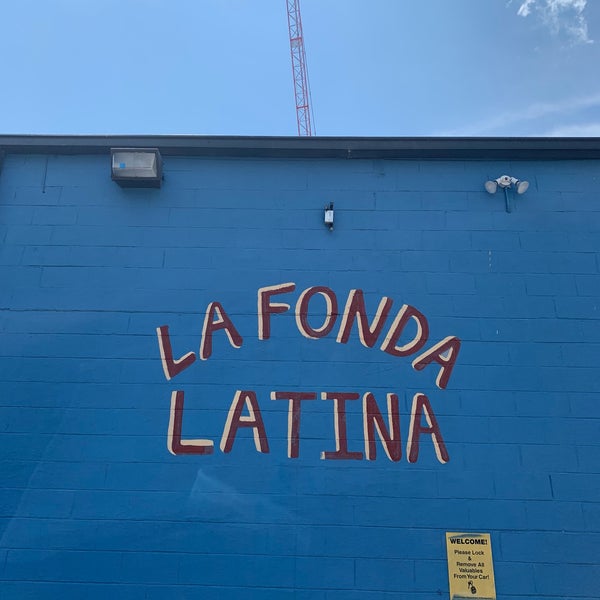 LA FONDA
LATINA
WELCOME!
Please Lock
&
Remove All
Valuables
From Your Car!